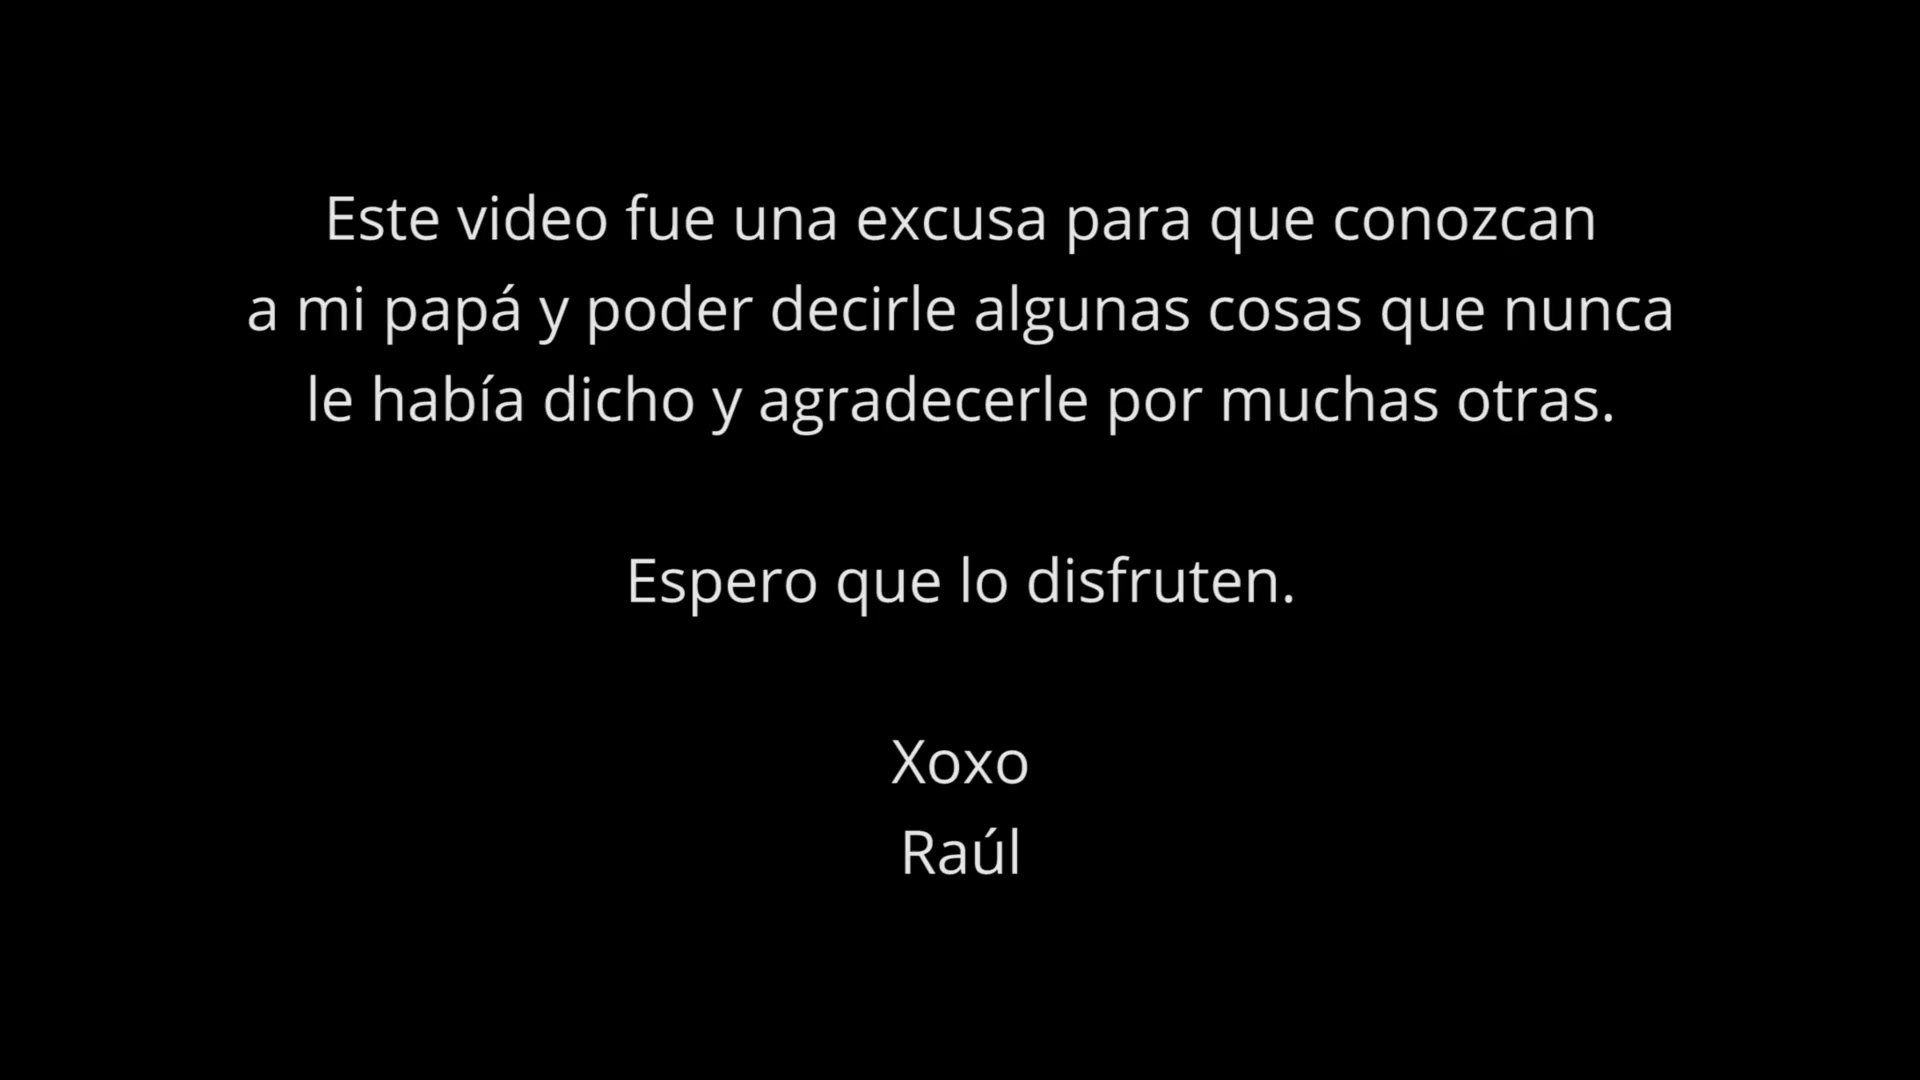 Este video fue una excusa para que conozcan
a mi papá y poder decirle algunas cosas que nunca
le había dicho y agradecerle por muchas otras.
Espero que lo disfruten.
Xoxo
Raúl